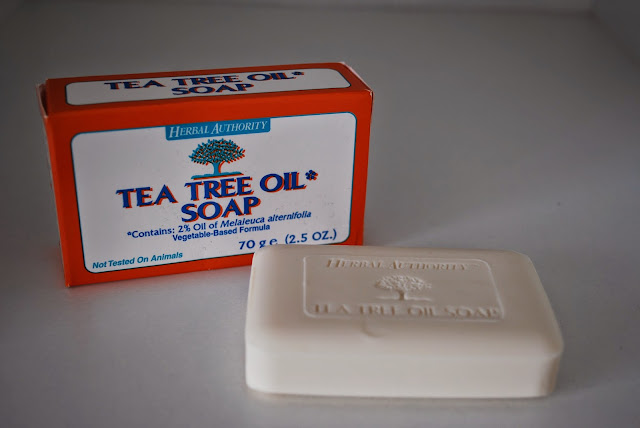 TEA TREE OIL*
SOAP
HERBAL AUTHORITY
TEA TREE OIL*
SOAP
*Contains: 2% Oil of Melaleuca alternifolia
Vegetable-Based Formula
70 g e (2.5 OZ.)
Not Tested On Animals
HERBAL AUTHORITY
TEA TREE OIL SOAP